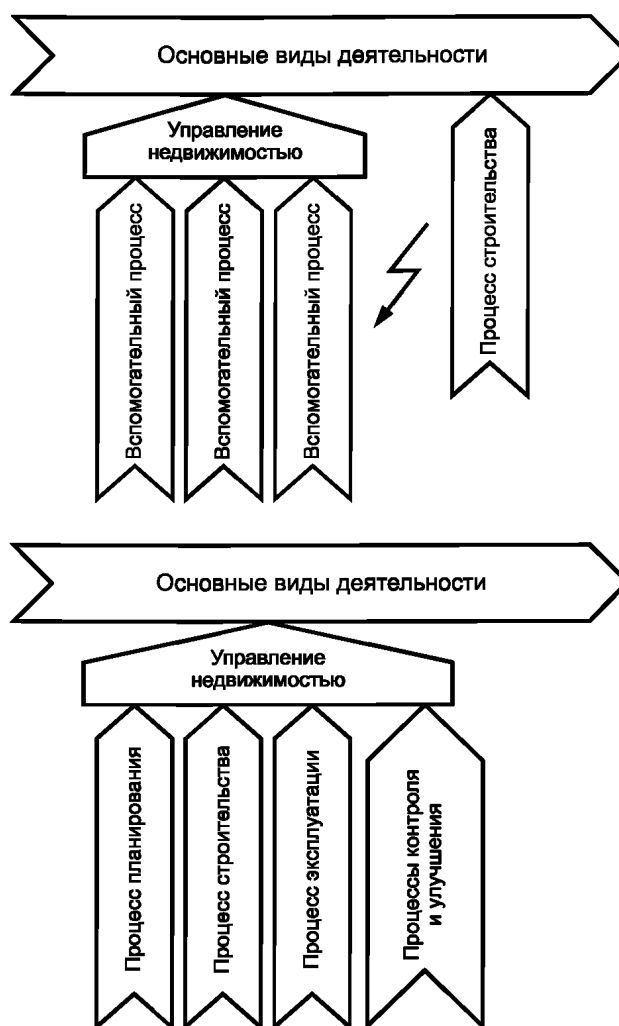 Основные виды деятельности
Управление
недвижимостью
Вспомогательный процесс
Вспомогательный процесс
Вспомогательный процесс
Процесс строительства
Основные виды деятельности
Управление
недвижимостью
Процесс планирования
Процесс строительства
Процесс эксплуатации
Процессы контроля
и улучшения